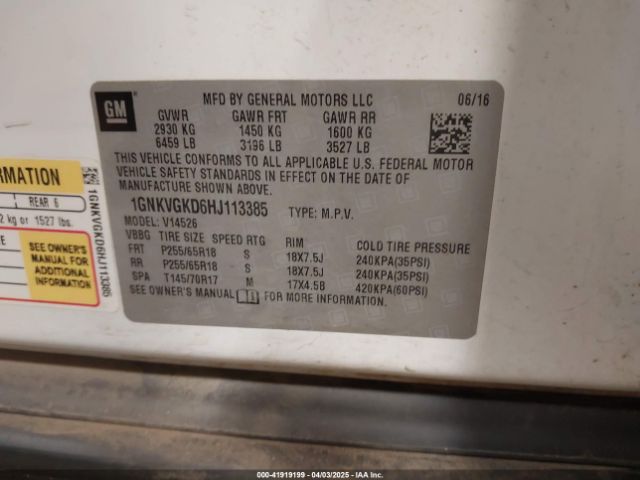 GM
MFD BY GENERAL MOTORS LLC 06/16
GVWR GAWR FRT GAWR RR
2930 KG 1450 KG 1600 KG
6459 LB 3196 LB 3527 LB
THIS VEHICLE CONFORMS TO ALL APPLICABLE U.S. FEDERAL MOTOR
VEHICLE SAFETY STANDARDS IN EFFECT ON THE DATE OF
MANUFACTURE SHOWN ABOVE.
1GNKVGKD6HJ113385 TYPE: M.P.V.
MODEL: V14526
VBBG TIRE SIZE SPEED RTG RIM COLD TIRE PRESSURE
FRT P255/65R18 S 18X7.5J 240KPA(35PSI)
RR P255/65R18 S 18X7.5J 240KPA(35PSI)
SPA T145/70R17 M 17X4.5B 420KPA(60PSI)
SEE OWNER'S MANUAL FOR MORE INFORMATION.
FORMATION
REAR 6
kg or 1527 lbs.
SEE OWNER'S
MANUAL FOR
ADDITIONAL
INFORMATION
1GNKVGKD6HJ113385
000-41919199 - 04/03/2025 - IAA Inc.